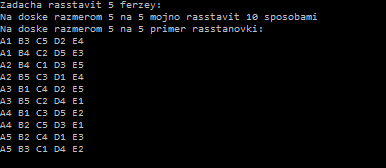 Zadacha rasstavit 5 ferzey:
Na doske razmerom 5 na 5 mojno rasstavit 10 sposobami
Na doske razmerom 5 na 5 primer rasstanovki:
A1 B3 C5 D2 E4
A1 B4 C2 D5 E3
A2 B4 C1 D3 E5
A2 B5 C3 D1 E4
A3 B1 C4 D2 E5
A3 B5 C2 D4 E1
A4 B1 C3 D5 E2
A4 B2 C5 D3 E1
A5 B2 C4 D1 E3
A5 B3 C1 D4 E2